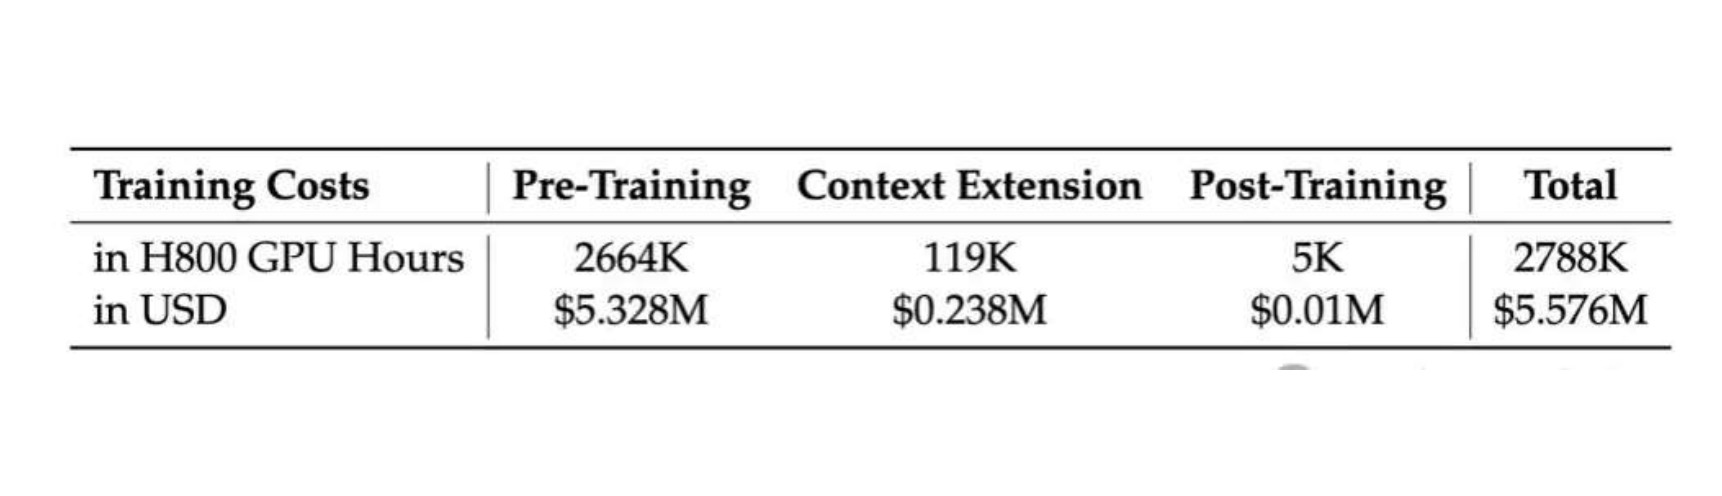 Training Costs Pre-Training Context Extension Post-Training Total
in H800 GPU Hours 2664K 119K 5K 2788K
in USD $5.328M $0.238M $0.01M $5.576M